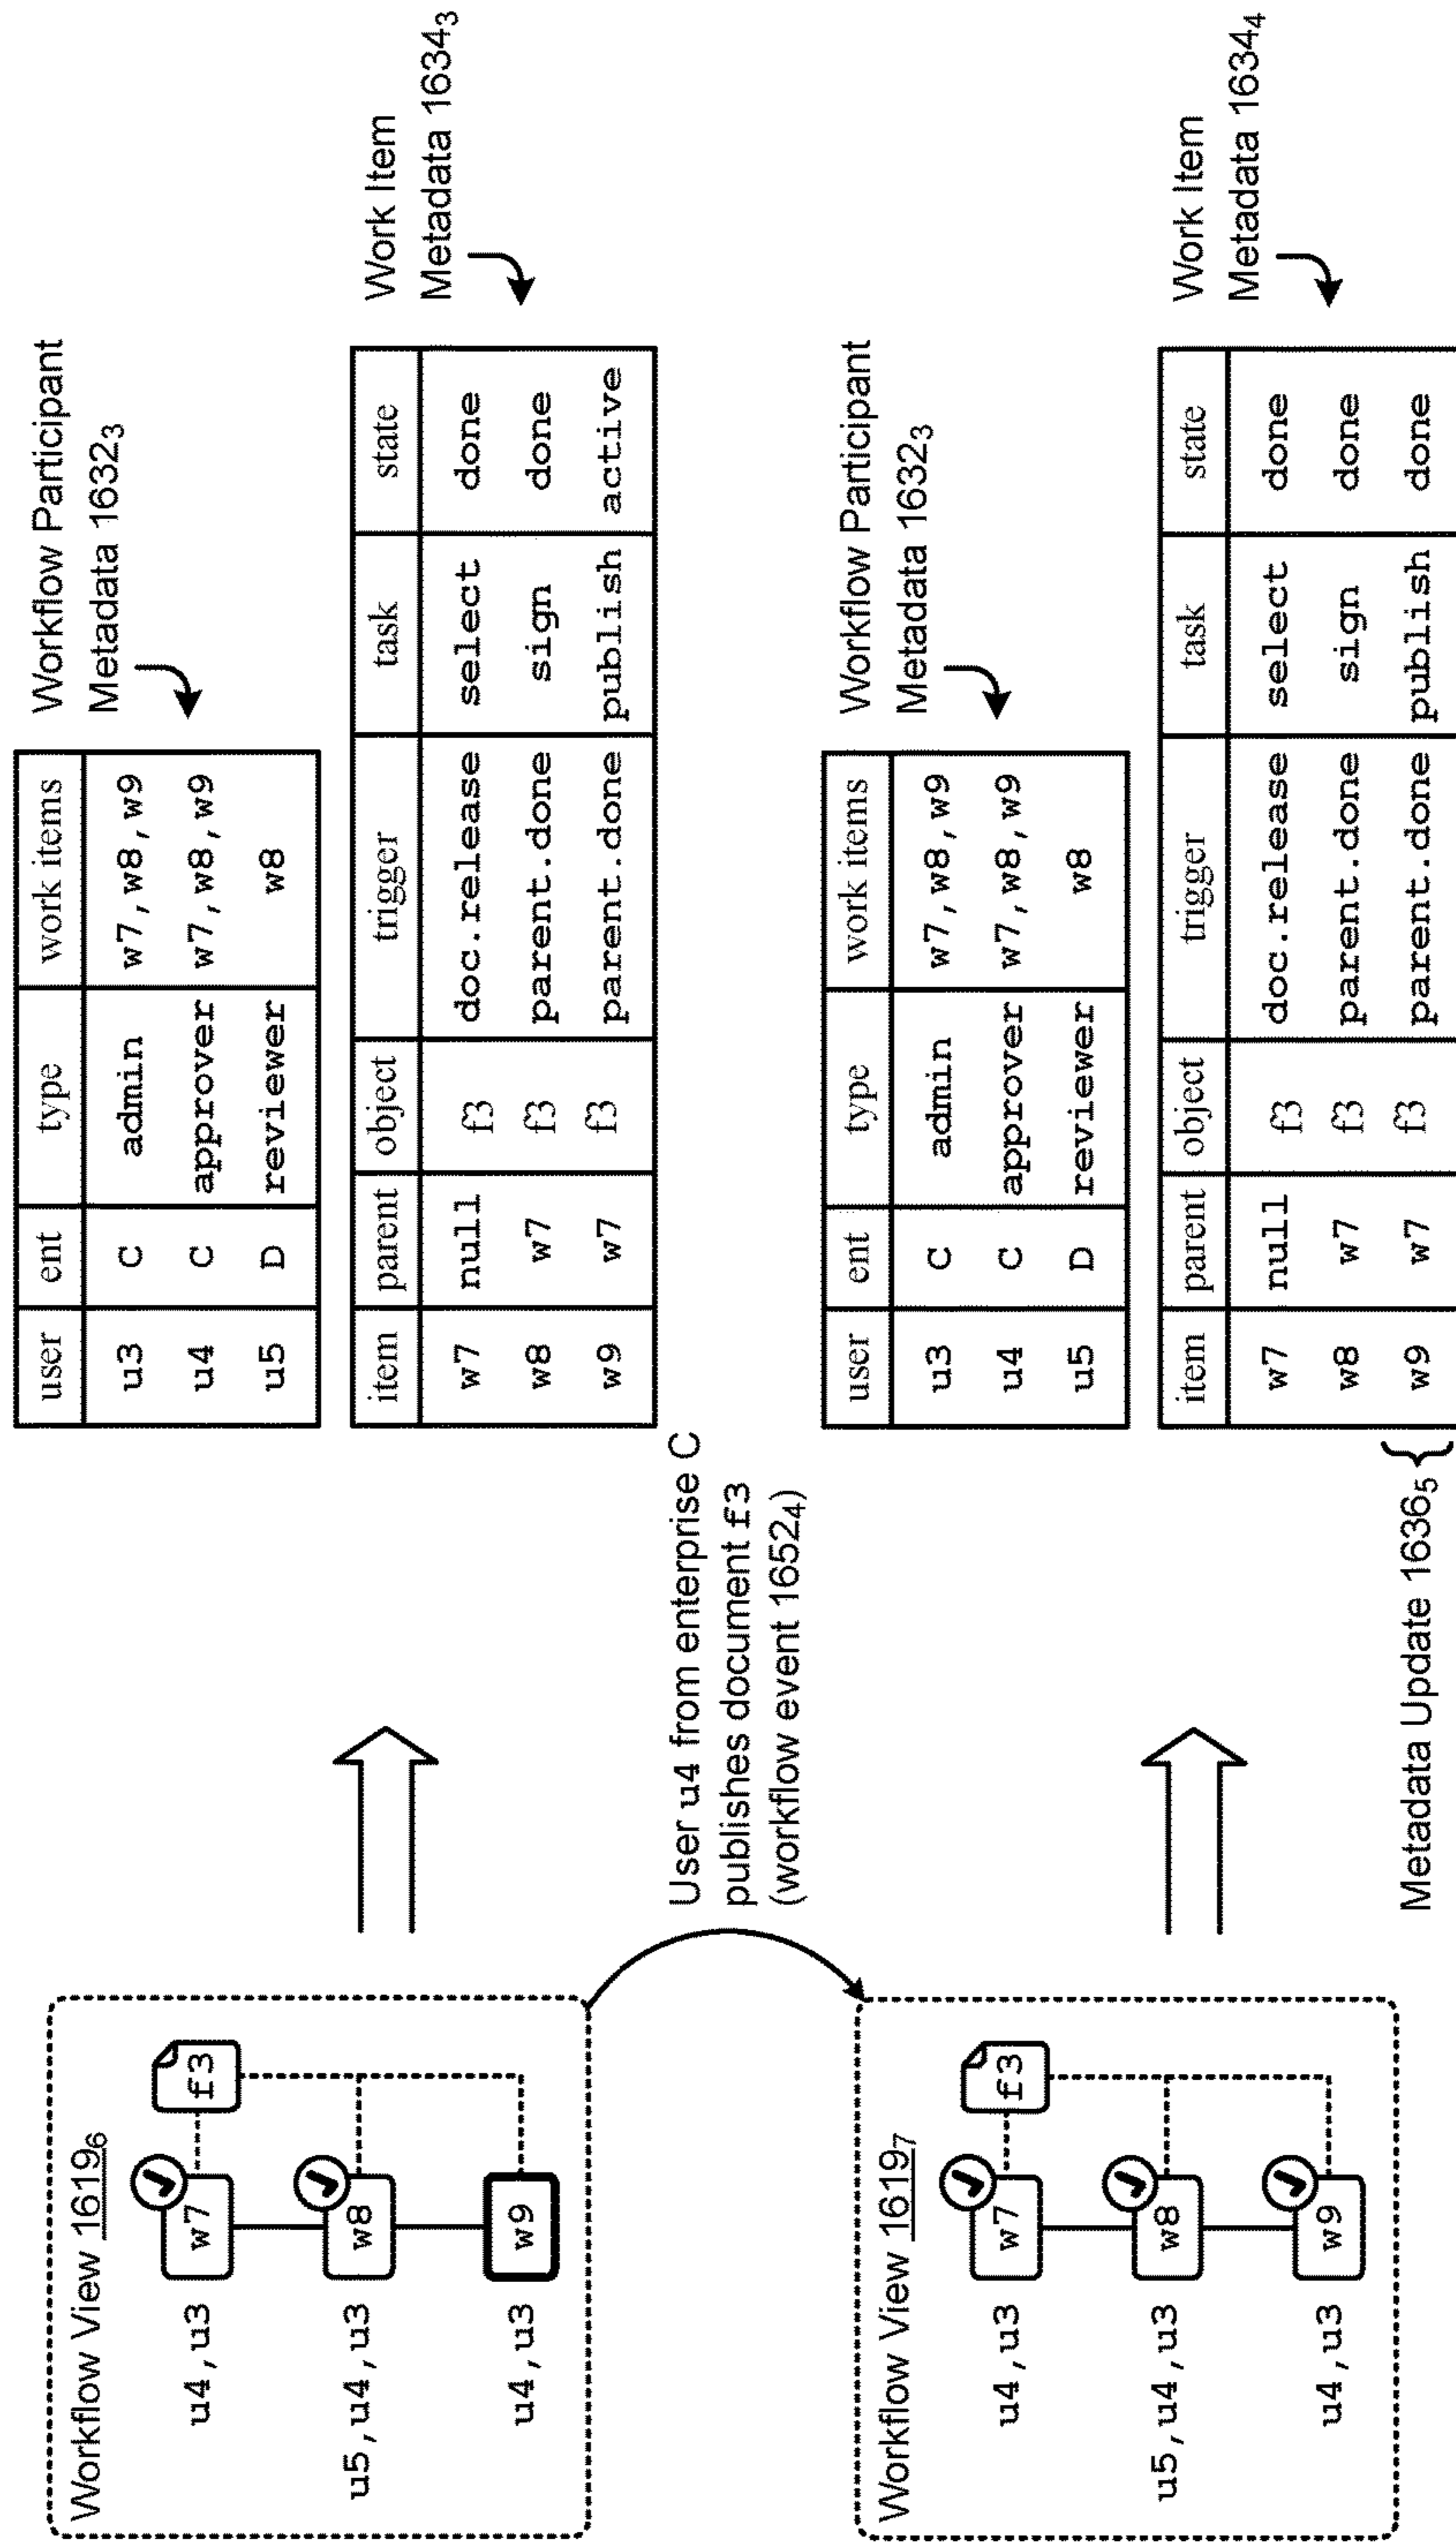 Workflow View 1619₆
w7
f3
u4,u3
w8
u5,u4,u3
w9
u4,u3
user ent type work items
u3 C admin w7,w8,w9
u4 C approver w7,w8,w9
u5 D reviewer w8
Workflow Participant
Metadata 1632₃
item parent object trigger task state
w7 null f3 doc.release select done
w8 w7 f3 parent.done sign done
w9 w7 f3 parent.done publish active
Work Item
Metadata 1634₃
User u4 from enterprise C
publishes document f3
(workflow event 1652₄)
Workflow View 1619₇
w7
f3
u4,u3
w8
u5,u4,u3
w9
u4,u3
user ent type work items
u3 C admin w7,w8,w9
u4 C approver w7,w8,w9
u5 D reviewer w8
Workflow Participant
Metadata 1632₃
item parent object trigger task state
w7 null f3 doc.release select done
w8 w7 f3 parent.done sign done
w9 w7 f3 parent.done publish done
Work Item
Metadata 1634₄
Metadata Update 1636₅